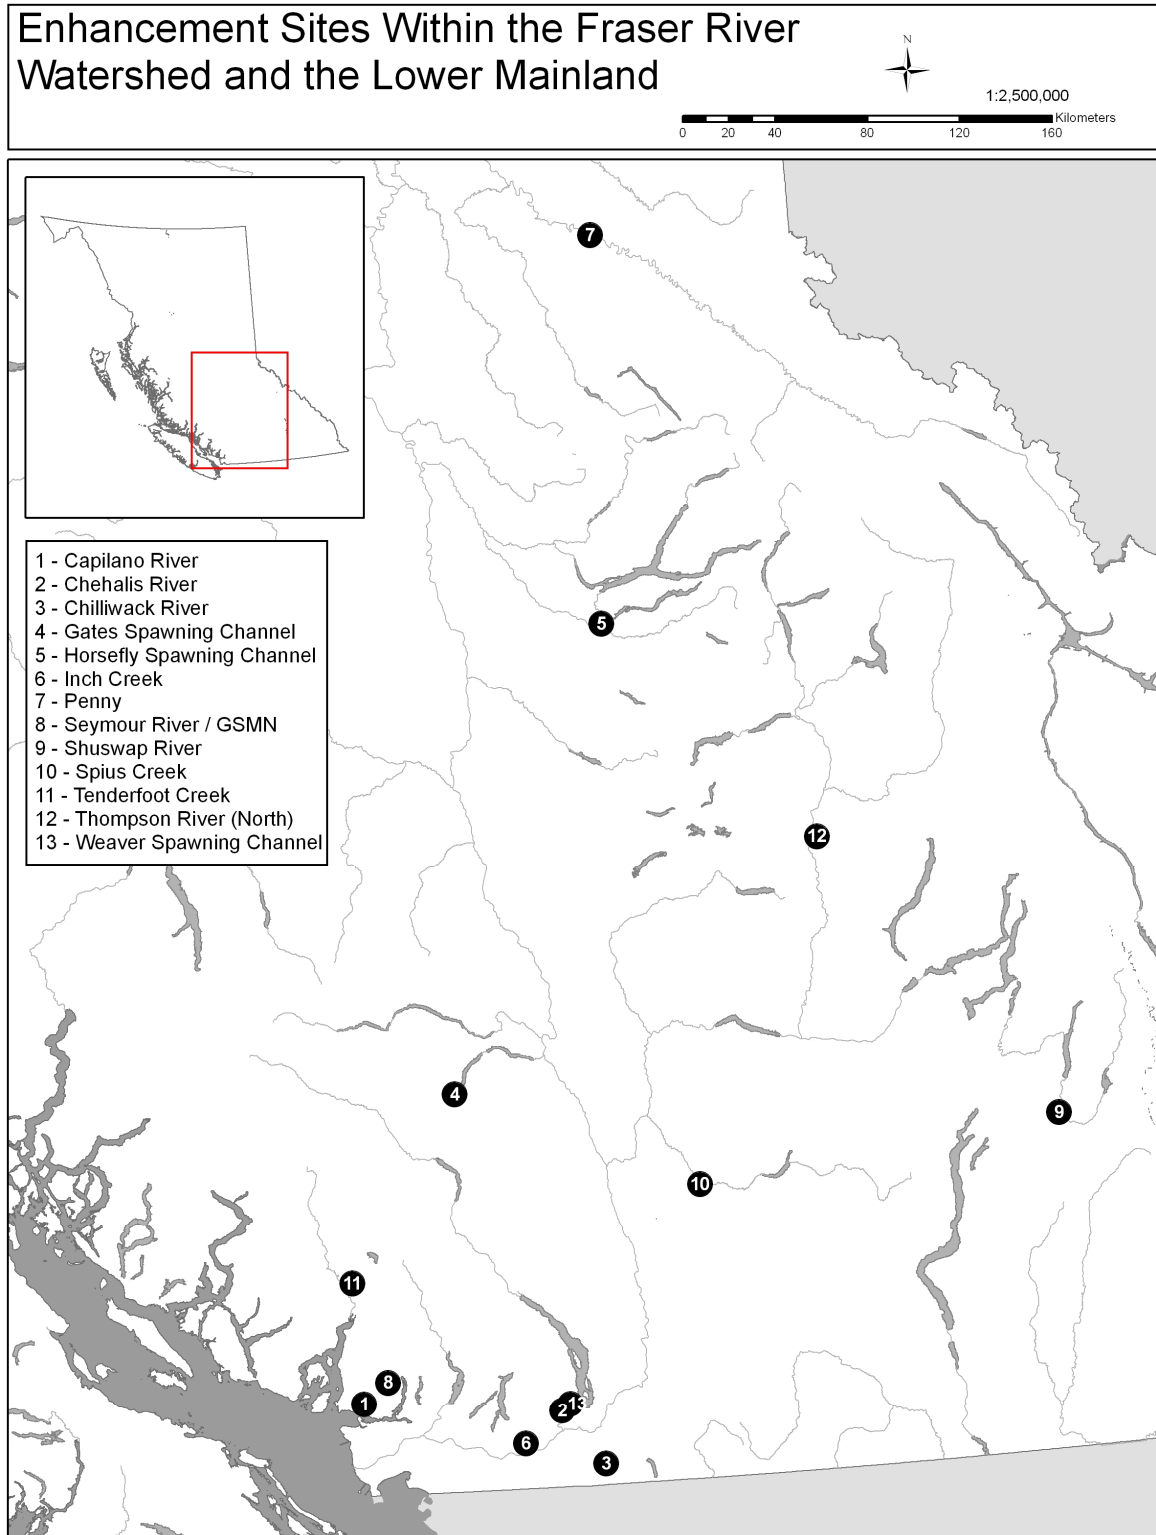 Enhancement Sites Within the Fraser River
Watershed and the Lower Mainland
N
1:2,500,000
Kilometers
0 20 40 80 120 160
1 - Capilano River
2 - Chehalis River
3 - Chilliwack River
4 - Gates Spawning Channel
5 - Horsefly Spawning Channel
6 - Inch Creek
7 - Penny
8 - Seymour River / GSMN
9 - Shuswap River
10 - Spius Creek
11 - Tenderfoot Creek
12 - Thompson River (North)
13 - Weaver Spawning Channel
7
5
12
4
9
10
11
8
1
13
2
6
3